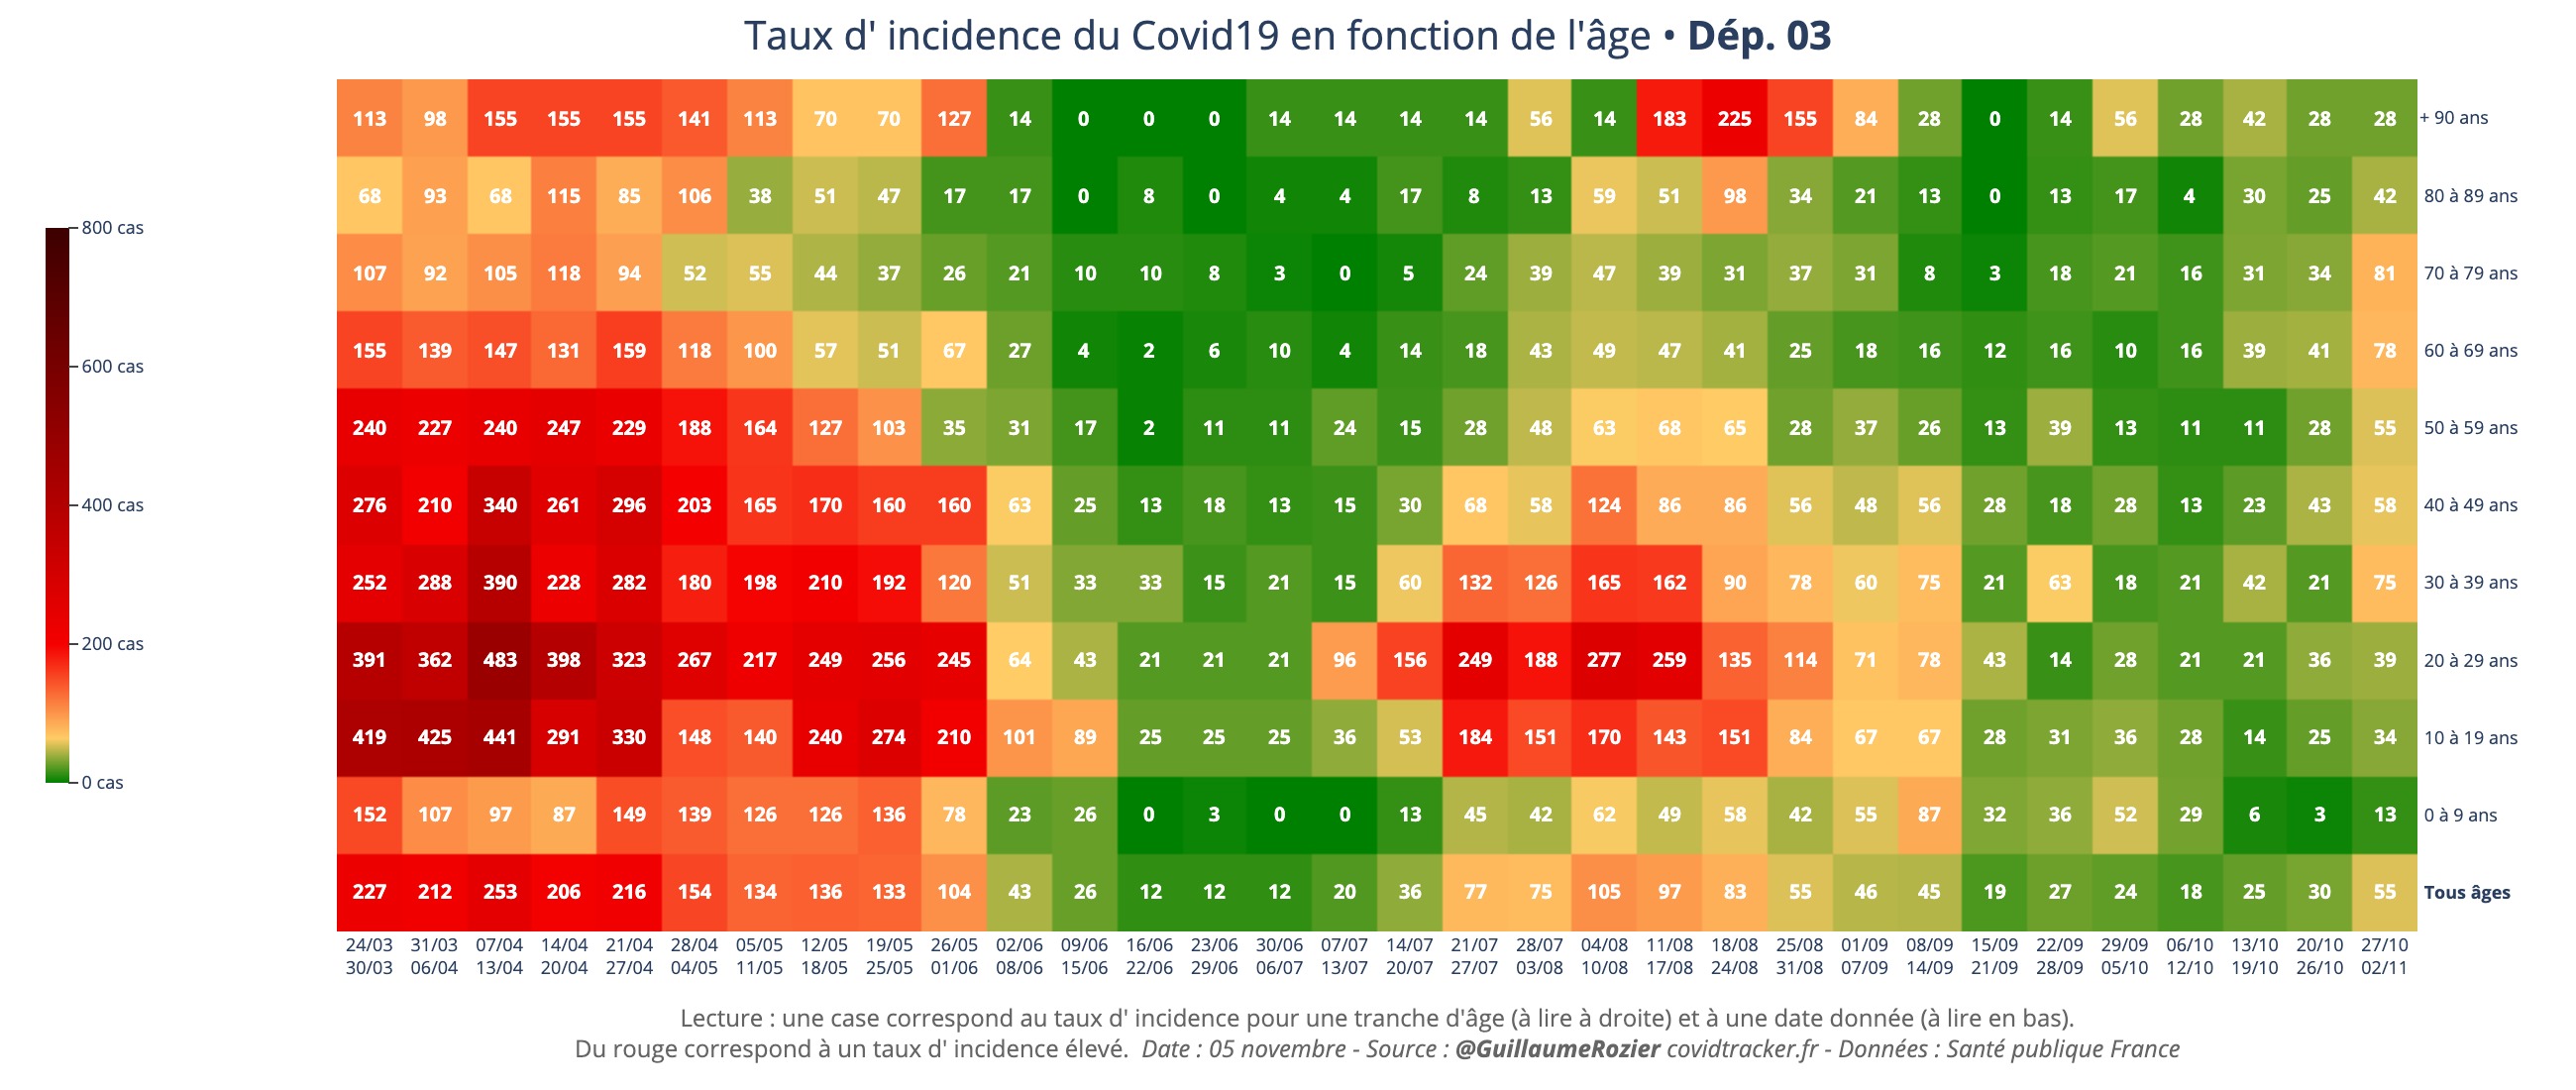 Taux d' incidence du Covid19 en fonction de l'âge • Dép. 03
800 cas
600 cas
400 cas
200 cas
0 cas
113 98 155 155 155 141 113 70 70 127 14 0 0 0 14 14 14 14 56 14 183 225 155 84 28 0 14 56 28 42 28 28 + 90 ans
68 93 68 115 85 106 38 51 47 17 17 0 8 0 4 4 17 8 13 59 51 98 34 21 13 0 13 17 4 30 25 42 80 à 89 ans
107 92 105 118 94 52 55 44 37 26 21 10 10 8 3 0 5 24 39 47 39 31 37 31 8 3 18 21 16 31 34 81 70 à 79 ans
155 139 147 131 159 118 100 57 51 67 27 4 2 6 10 4 14 18 43 49 47 41 25 18 16 12 16 10 16 39 41 78 60 à 69 ans
240 227 240 247 229 188 164 127 103 35 31 17 2 11 11 24 15 28 48 63 68 65 28 37 26 13 39 13 11 11 28 55 50 à 59 ans
276 210 340 261 296 203 165 170 160 160 63 25 13 18 13 15 30 68 58 124 86 86 56 48 56 28 18 28 13 23 43 58 40 à 49 ans
252 288 390 228 282 180 198 210 192 120 51 33 33 15 21 15 60 132 126 165 162 90 78 60 75 21 63 18 21 42 21 75 30 à 39 ans
391 362 483 398 323 267 217 249 256 245 64 43 21 21 21 96 156 249 188 277 259 135 114 71 78 43 14 28 21 21 36 39 20 à 29 ans
419 425 441 291 330 148 140 240 274 210 101 89 25 25 25 36 53 184 151 170 143 151 84 67 67 28 31 36 28 14 25 34 10 à 19 ans
152 107 97 87 149 139 126 126 136 78 23 26 0 3 0 0 13 45 42 62 49 58 42 55 87 32 36 52 29 6 3 13 0 à 9 ans
227 212 253 206 216 154 134 136 133 104 43 26 12 12 12 20 36 77 75 105 97 83 55 46 45 19 27 24 18 25 30 55 Tous âges
24/03 31/03 07/04 14/04 21/04 28/04 05/05 12/05 19/05 26/05 02/06 09/06 16/06 23/06 30/06 07/07 14/07 21/07 28/07 04/08 11/08 18/08 25/08 01/09 08/09 15/09 22/09 29/09 06/10 13/10 20/10 27/10
30/03 06/04 13/04 20/04 27/04 04/05 11/05 18/05 25/05 01/06 08/06 15/06 22/06 29/06 06/07 13/07 20/07 27/07 03/08 10/08 17/08 24/08 31/08 07/09 14/09 21/09 28/09 05/10 12/10 19/10 26/10 02/11
Lecture : une case correspond au taux d' incidence pour une tranche d'âge (à lire à droite) et à une date donnée (à lire en bas).
Du rouge correspond à un taux d' incidence élevé. Date : 05 novembre - Source : @GuillaumeRozier covidtracker.fr - Données : Santé publique France